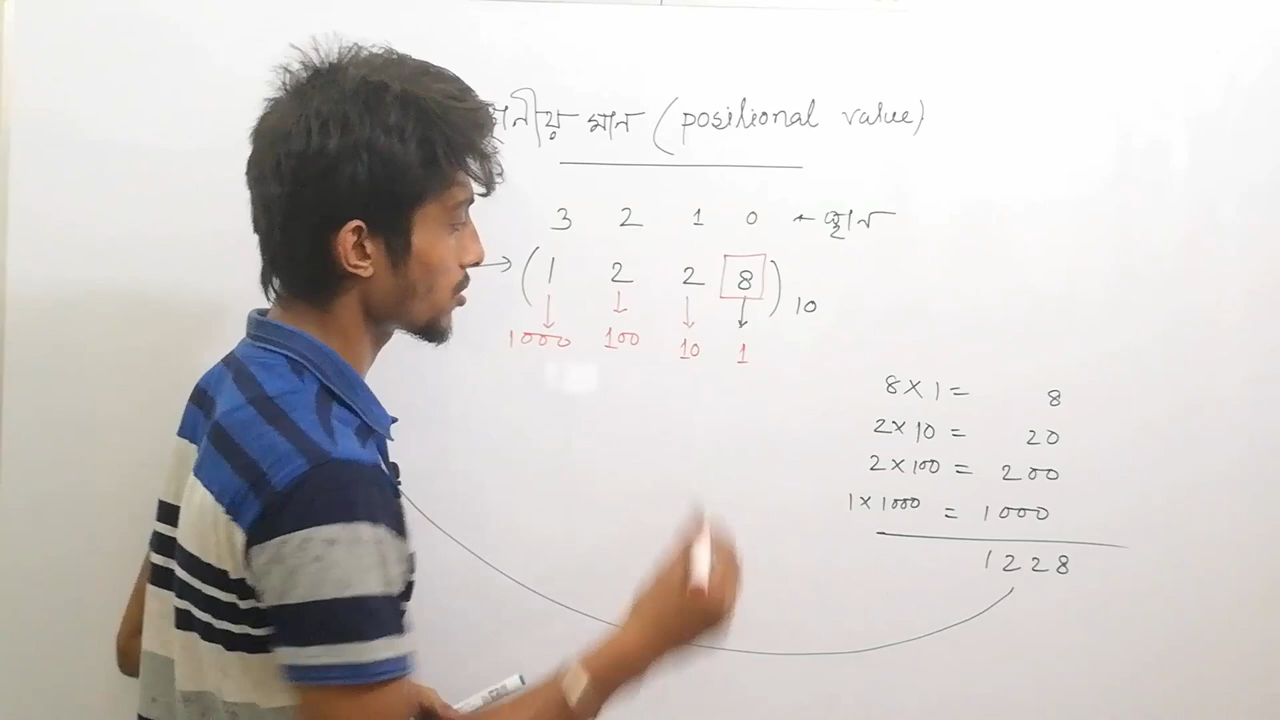 মান (positional value)
3 2 1 0 ← স্থান
→ (1 2 2 8)10
1000 100 10 1
8 × 1 = 8
2 × 10 = 20
2 × 100 = 200
1 × 1000 = 1000
1228